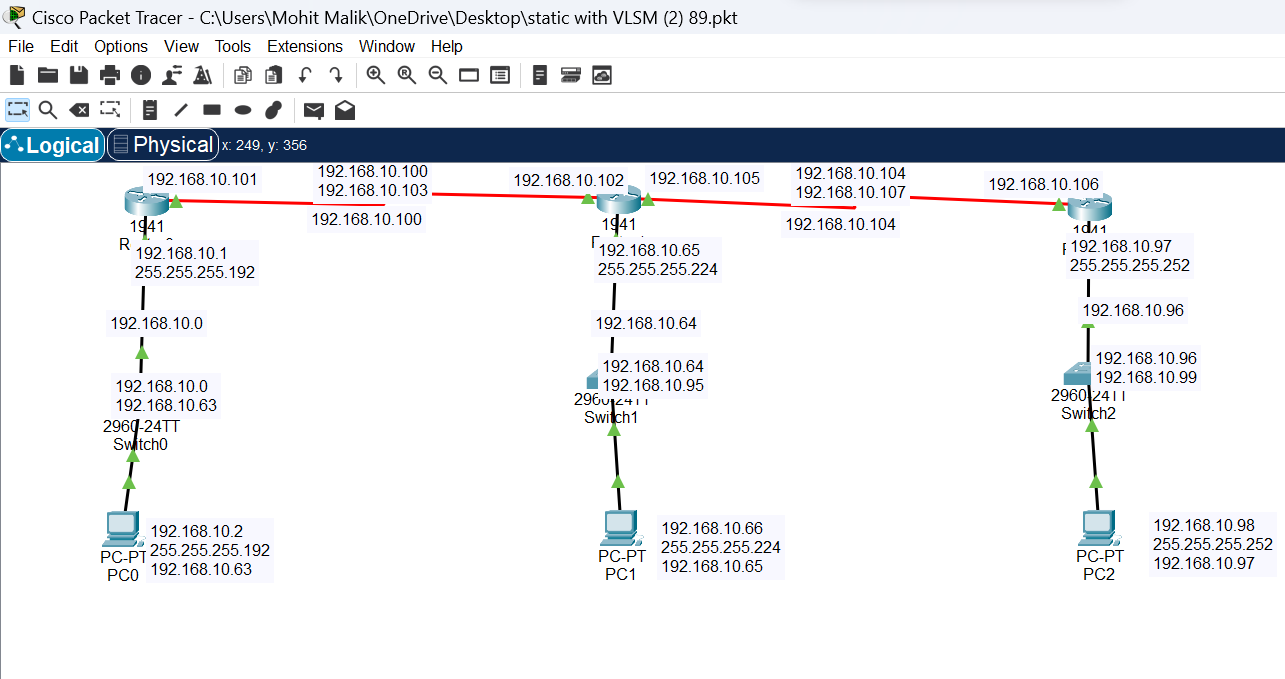 Cisco Packet Tracer - C:\Users\Mohit Malik\OneDrive\Desktop\static with VLSM (2) 89.pkt
File Edit Options View Tools Extensions Window Help
Logical Physical x: 249, y: 356
192.168.10.101
192.168.10.100
192.168.10.103
192.168.10.100
192.168.10.102
192.168.10.105
192.168.10.104
192.168.10.107
192.168.10.104
192.168.10.106
1941
192.168.10.1
255.255.255.192
192.168.10.0
192.168.10.0
192.168.10.63
2960-24TT
Switch0
PC-PT
PC0
192.168.10.2
255.255.255.192
192.168.10.63
1941
192.168.10.65
255.255.255.224
192.168.10.64
192.168.10.64
192.168.10.95
2960-24TT
Switch1
PC-PT
PC1
192.168.10.66
255.255.255.224
192.168.10.65
1941
192.168.10.97
255.255.255.252
192.168.10.96
192.168.10.96
192.168.10.99
2960-24TT
Switch2
PC-PT
PC2
192.168.10.98
255.255.255.252
192.168.10.97